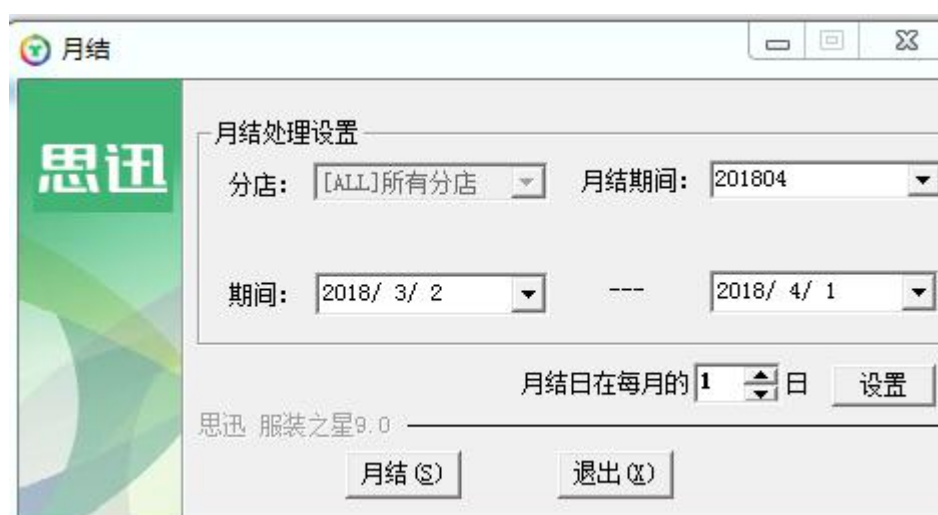 月结
思迅
月结处理设置
分店： [ALL]所有分店 月结期间： 201804
期间： 2018/ 3/ 2 --- 2018/ 4/ 1
月结日在每月的 1 日 设置
思迅 服装之星9.0
月结(S) 退出(X)